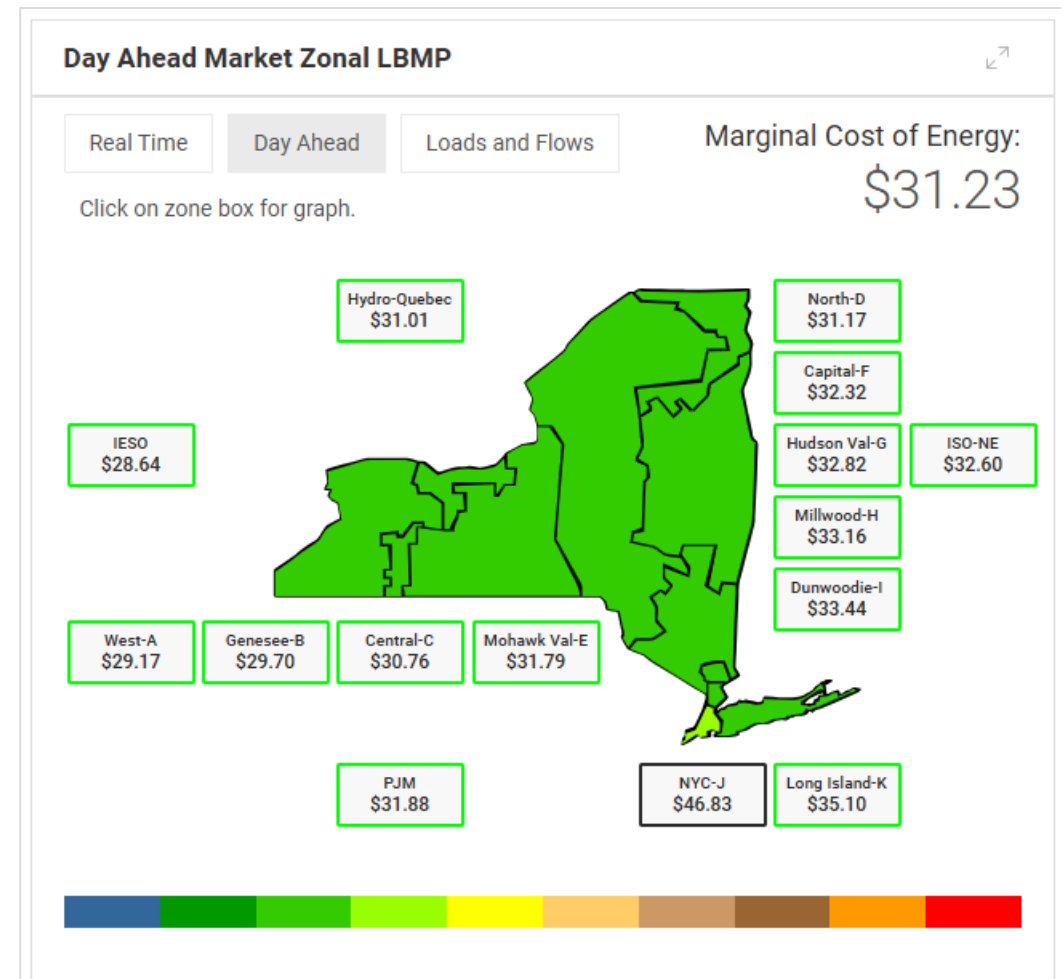 Day Ahead Market Zonal LBMP
Real Time
Day Ahead
Loads and Flows
Marginal Cost of Energy:
$31.23
Click on zone box for graph.
Hydro-Quebec
$31.01
North-D
$31.17
Capital-F
$32.32
IESO
$28.64
Hudson Val-G
$32.82
ISO-NE
$32.60
Millwood-H
$33.16
Dunwoodie-I
$33.44
West-A
$29.17
Genesee-B
$29.70
Central-C
$30.76
Mohawk Val-E
$31.79
PJM
$31.88
NYC-J
$46.83
Long Island-K
$35.10